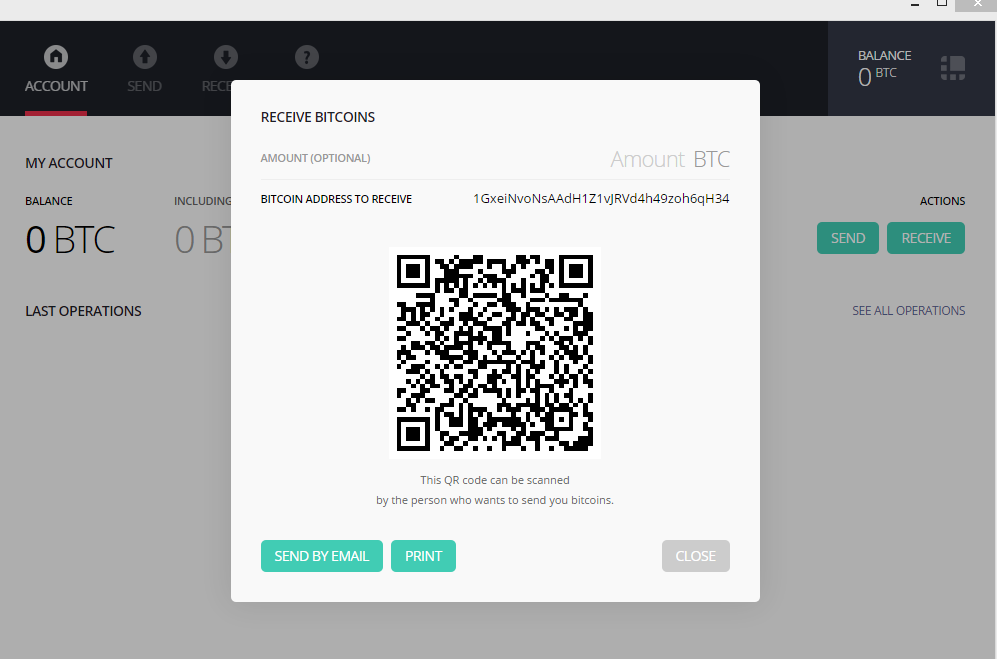 ACCOUNT SEND RECE ?
BALANCE
0 BTC
RECEIVE BITCOINS
AMOUNT (OPTIONAL) Amount BTC
BITCOIN ADDRESS TO RECEIVE 1GxeiNvoNsAAdH1Z1vJRVd4h49zoh6qH34
This QR code can be scanned
by the person who wants to send you bitcoins.
SEND BY EMAIL PRINT CLOSE
MY ACCOUNT
BALANCE INCLUDING ACTIONS
0 BTC 0 BT SEND RECEIVE
LAST OPERATIONS SEE ALL OPERATIONS